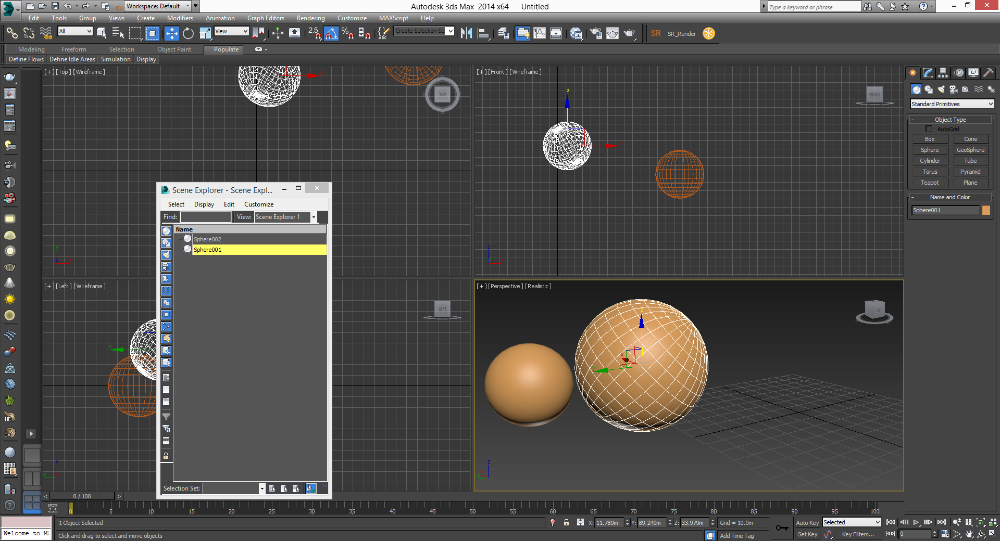 Workspace: Default
Autodesk 3ds Max  2014 x64    Untitled
Type a keyword or phrase
Edit Tools Group Views Create Modifiers Animation Graph Editors Rendering Customize MAXScript Help
All
View
2.5
ABC
Create Selection Se
SR SR_Render
Modeling Freeform Selection Object Paint Populate
Define Flows Define Idle Areas Simulation Display
[+] [Top] [Wireframe]
TOP
[+] [Front] [Wireframe]
FRONT
z
x
Standard Primitives
- Object Type
AutoGrid
Box Cone
Sphere GeoSphere
Cylinder Tube
Torus Pyramid
Teapot Plane
- Name and Color
Sphere001
Scene Explorer - Scene Expl...
Select Display Edit Customize
Find: View: Scene Explorer 1
Name
Sphere002
Sphere001
Selection Set:
[+] [Left] [Wireframe]
LEFT
y
[+] [Perspective] [Realistic]
z
x
y
HF
< 0 / 100 >
0 5 10 15 20 25 30 35 40 45 50 55 60 65 70 75 80 85 90 95 100
1 Object Selected
X: 11.789m Y: 89.249m Z: 33.979m Grid = 10.0m
Auto Key Selected
Welcome to M
Click and drag to select and move objects
Add Time Tag
Set Key Key Filters... 0